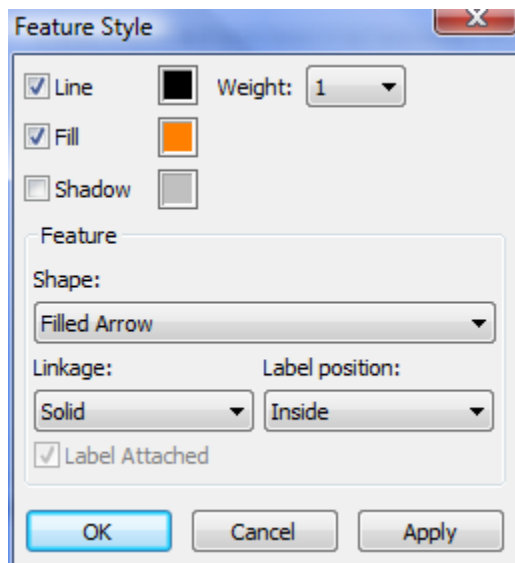 Feature Style
Line Weight: 1
Fill
Shadow
Feature
Shape:
Filled Arrow
Linkage: Label position:
Solid Inside
Label Attached
OK Cancel Apply